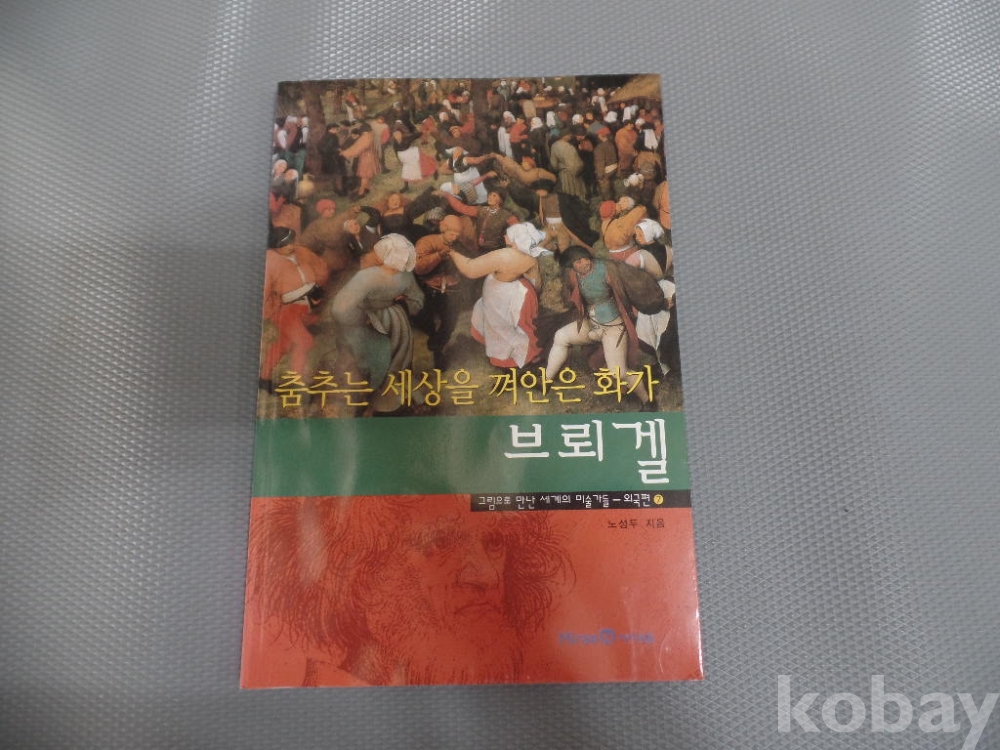 춤추는 세상을 껴안은 화가
브뢰겔
그림으로 만난 세계의 미술가들 – 외국편 7
노성두 지음
kobay